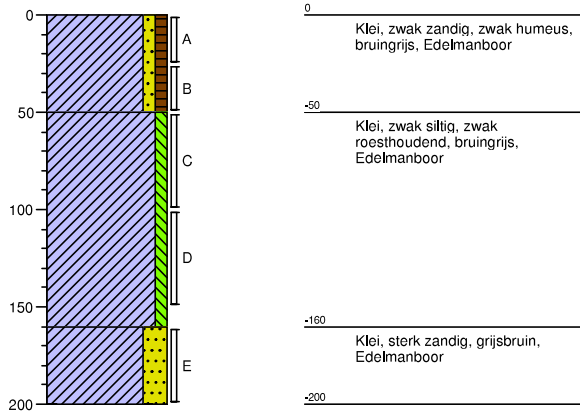 0
50
100
150
200
A
B
C
D
E
0
Klei, zwak zandig, zwak humeus,
bruingrijs, Edelmanboor
-50
Klei, zwak siltig, zwak
roesthoudend, bruingrijs,
Edelmanboor
-160
Klei, sterk zandig, grijsbruin,
Edelmanboor
-200